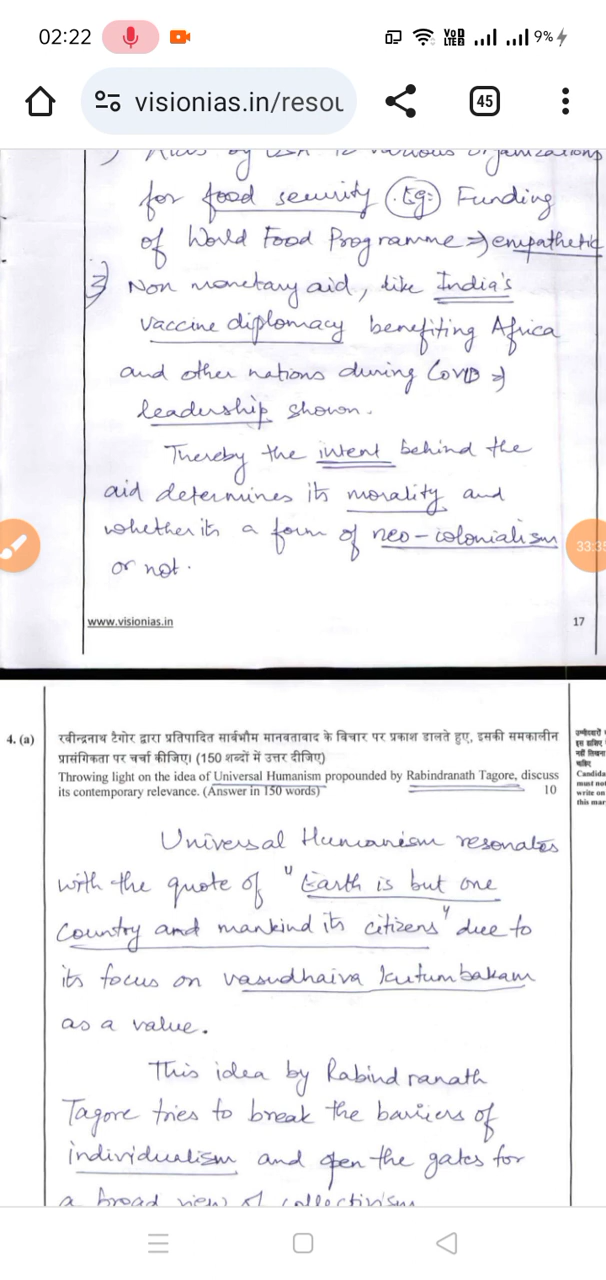 02:22
9%
visionias.in/resou
45
for food security (Eg:) Funding
of World Food Programme ⇒ empathetic
3) Non monetary aid, like India's
vaccine diplomacy benefiting Africa
and other nations during COVID ⇒
leadership shown.
Thereby the intent behind the
aid determines its morality and
whether its a form of neo-colonialism
or not.
33:35
www.visionias.in
17
4. (a) रवीन्द्रनाथ टैगोर द्वारा प्रतिपादित सार्वभौम मानवतावाद के विचार पर प्रकाश डालते हुए, इसकी समकालीन
प्रासंगिकता पर चर्चा कीजिए। (150 शब्दों में उत्तर दीजिए)
Throwing light on the idea of Universal Humanism propounded by Rabindranath Tagore, discuss
its contemporary relevance. (Answer in 150 words) 10
उम्मीदवारों
नहीं लिखना
चाहिए
Candida
must not
write on
this mar
Universal Humanism resonates
with the quote of "Earth is but one
country and mankind its citizens" due to
its focus on vasudhaiva kutumbakam
as a value.
This idea by Rabindranath
Tagore tries to break the barriers of
individualism and open the gates for
a broad view of collectivism